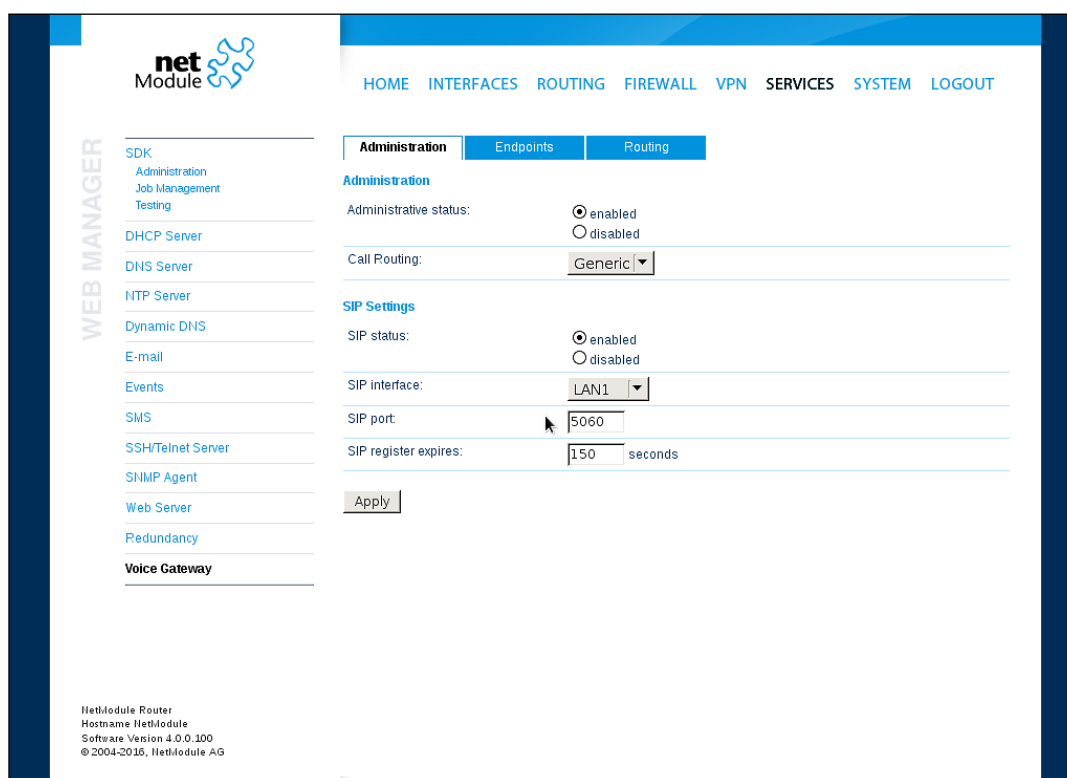 net
Module
HOME INTERFACES ROUTING FIREWALL VPN SERVICES SYSTEM LOGOUT
WEB MANAGER
SDK
Administration
Job Management
Testing
DHCP Server
DNS Server
NTP Server
Dynamic DNS
E-mail
Events
SMS
SSH/Telnet Server
SNMP Agent
Web Server
Redundancy
Voice Gateway
Administration Endpoints Routing
Administration
Administrative status: enabled
disabled
Call Routing: Generic
SIP Settings
SIP status: enabled
disabled
SIP interface: LAN1
SIP port: 5060
SIP register expires: 150 seconds
Apply
NetModule Router
Hostname NetModule
Software Version 4.0.0.100
© 2004-2016, NetModule AG